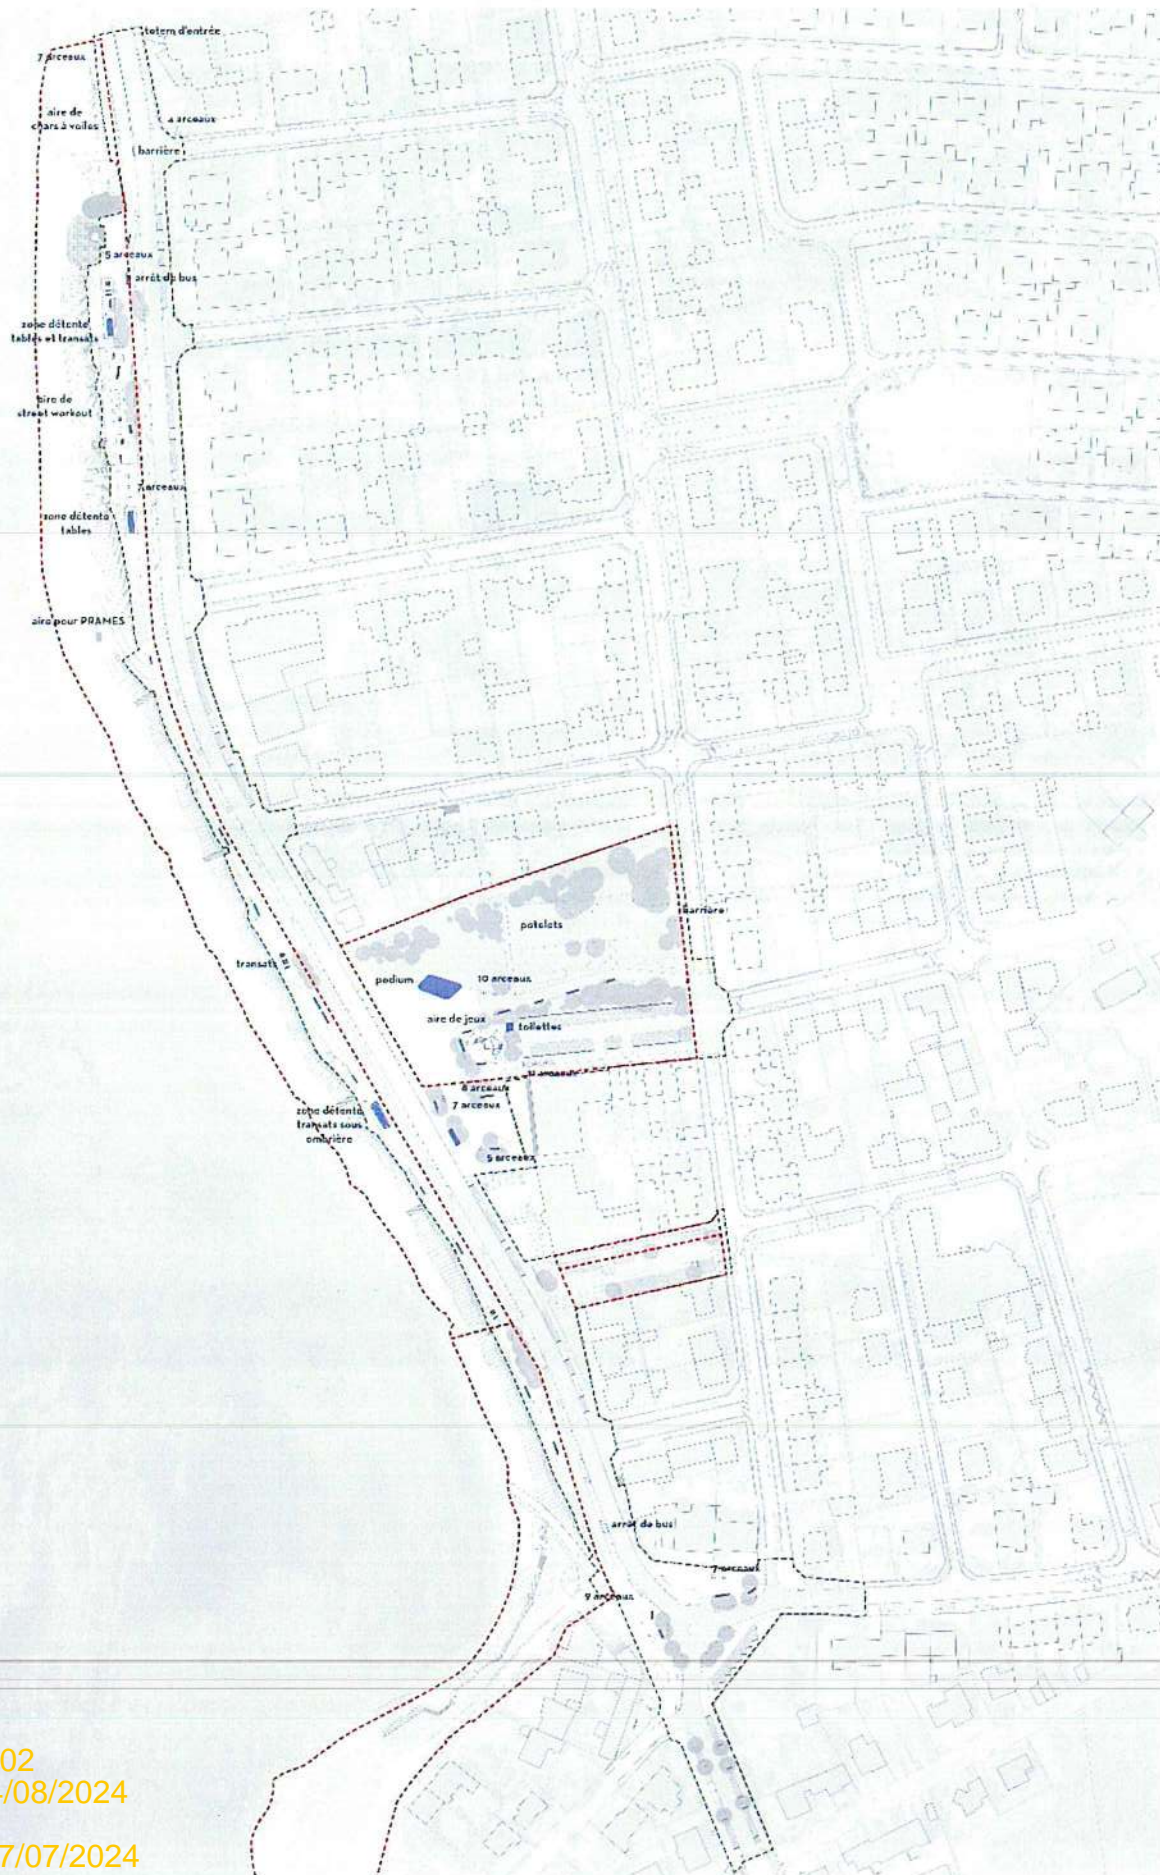 totem d'entrée
7 arceaux
aire de
chars à voiles
4 arceaux
barrière
5 arceaux
arrêt de bus
zone détente
tables et transats
aire de
street workout
7 arceaux
zone détente
tables
aire pour PRAMES
barrière
patelets
transats
podium
10 arceaux
aire de jeux
toilettes
11 arceaux
8 arceaux
7 arceaux
zone détente
transats sous
ombrière
5 arceaux
arrêt de bus
7 arceaux
9 arceaux
02
/08/2024
7/07/2024